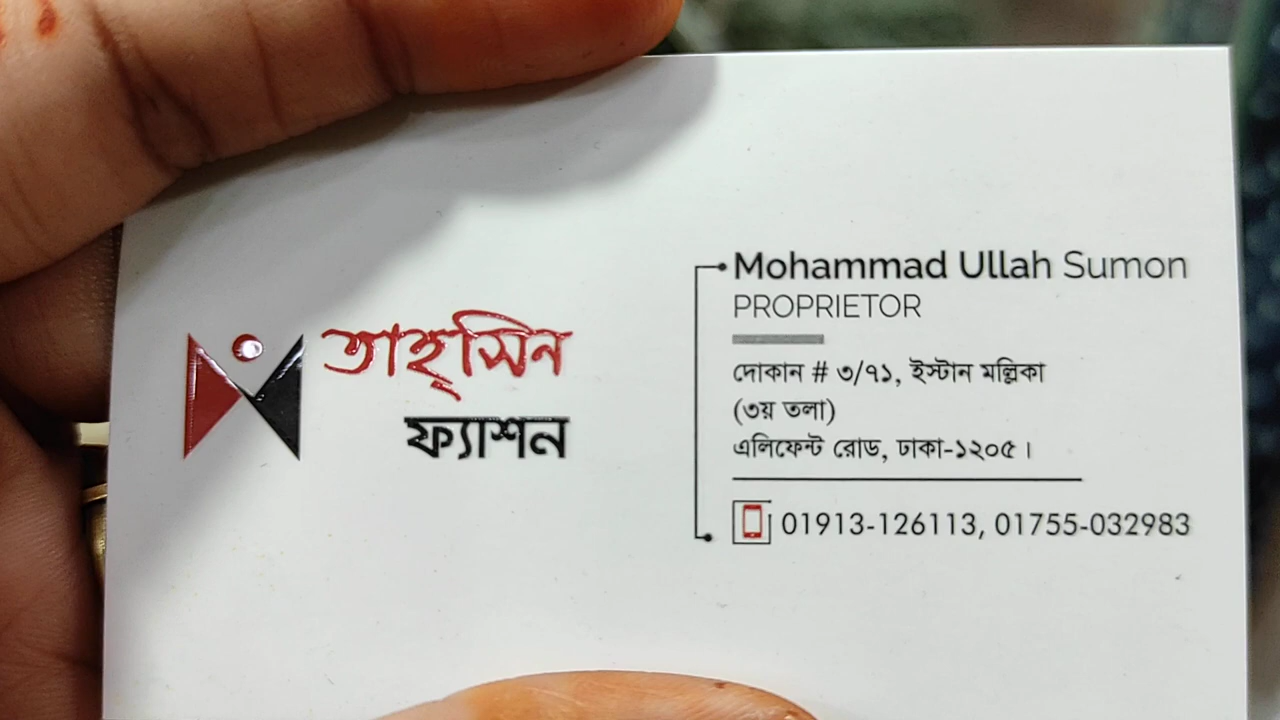 তাহ্সিন
ফ্যাশন
Mohammad Ullah Sumon
PROPRIETOR
দোকান # ৩/৭১, ইস্টান মল্লিকা
(৩য় তলা)
এলিফেন্ট রোড, ঢাকা-১২০৫।
01913-126113, 01755-032983